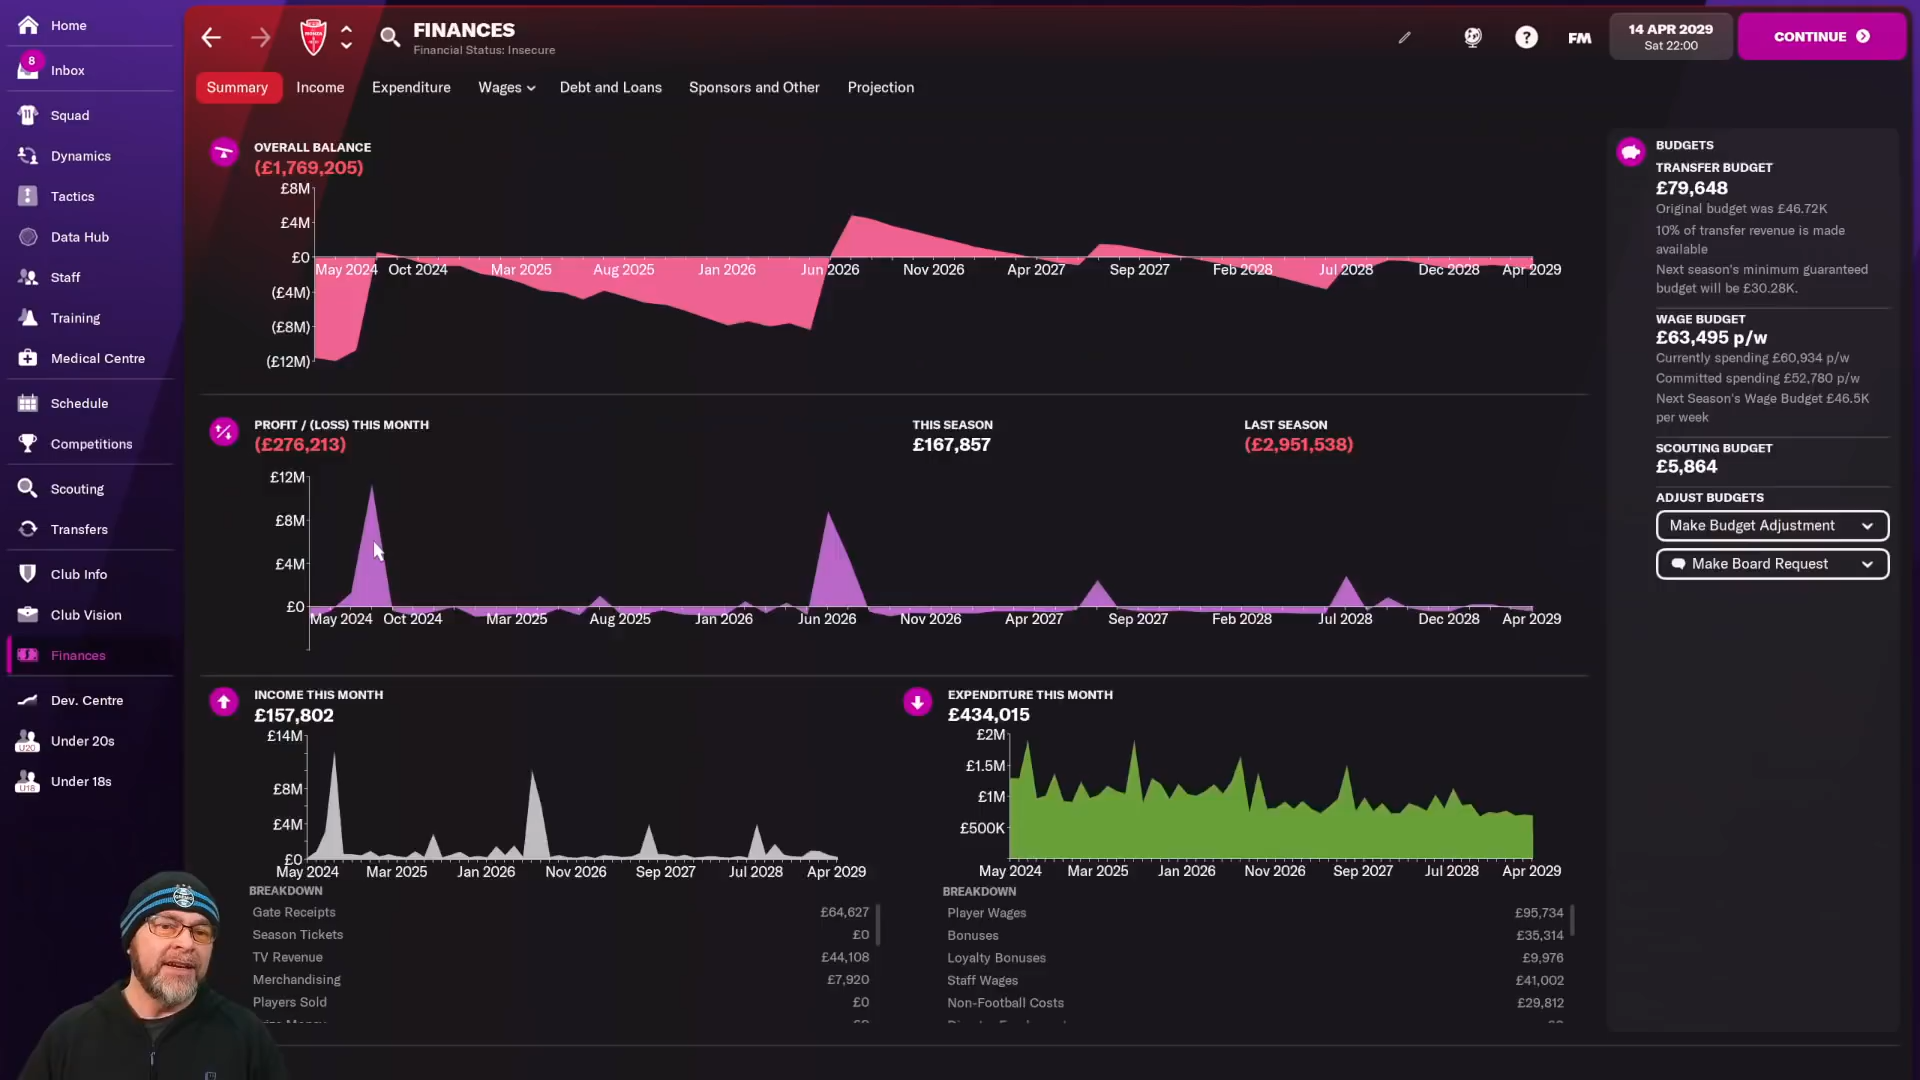 Home
8
Inbox
Squad
Dynamics
Tactics
Data Hub
Staff
Training
Medical Centre
Schedule
Competitions
Scouting
Transfers
Club Info
Club Vision
Finances
Dev. Centre
U20
Under 20s
U18
Under 18s
FINANCES
Financial Status: Insecure
?
FM
14 APR 2029
Sat 22:00
CONTINUE
Summary
Income
Expenditure
Wages
Debt and Loans
Sponsors and Other
Projection
OVERALL BALANCE
(£1,769,205)
£8M
£4M
£0
(£4M)
(£8M)
(£12M)
May 2024 Oct 2024 Mar 2025 Aug 2025 Jan 2026 Jun 2026 Nov 2026 Apr 2027 Sep 2027 Feb 2028 Jul 2028 Dec 2028 Apr 2029
PROFIT / (LOSS) THIS MONTH
(£276,213)
THIS SEASON
£167,857
LAST SEASON
(£2,951,538)
£12M
£8M
£4M
£0
May 2024 Oct 2024 Mar 2025 Aug 2025 Jan 2026 Jun 2026 Nov 2026 Apr 2027 Sep 2027 Feb 2028 Jul 2028 Dec 2028 Apr 2029
INCOME THIS MONTH
£157,802
£14M
£8M
£4M
£0
May 2024 Mar 2025 Jan 2026 Nov 2026 Sep 2027 Jul 2028 Apr 2029
BREAKDOWN
Gate Receipts £64,627
Season Tickets £0
TV Revenue £44,108
Merchandising £7,920
Players Sold £0
EXPENDITURE THIS MONTH
£434,015
£2M
£1.5M
£1M
£500K
May 2024 Mar 2025 Jan 2026 Nov 2026 Sep 2027 Jul 2028 Apr 2029
BREAKDOWN
Player Wages £95,734
Bonuses £35,314
Loyalty Bonuses £9,976
Staff Wages £41,002
Non-Football Costs £29,812
BUDGETS
TRANSFER BUDGET
£79,648
Original budget was £46.72K
10% of transfer revenue is made
available
Next season's minimum guaranteed
budget will be £30.28K.
WAGE BUDGET
£63,495 p/w
Currently spending £60,934 p/w
Committed spending £52,780 p/w
Next Season's Wage Budget £46.5K
per week
SCOUTING BUDGET
£5,864
ADJUST BUDGETS
Make Budget Adjustment
Make Board Request